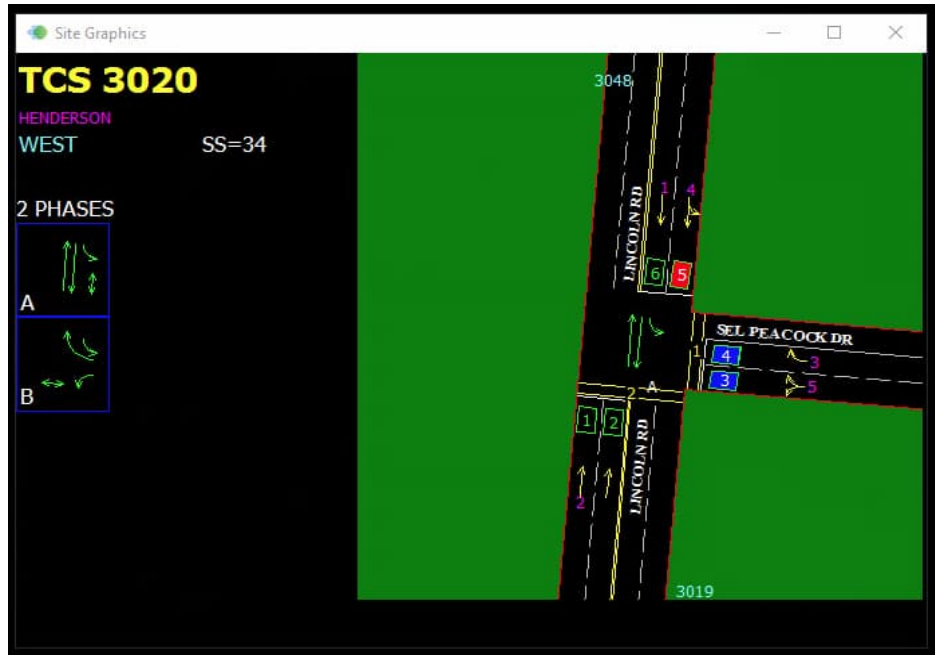 Site Graphics
TCS 3020
HENDERSON
WEST SS=34
2 PHASES
A
B
3048
LINCOLN RD
1 4
6 5
SEL PEACOCK DR
1 4 3
3 5
2 A
1 2
LINCOLN RD
2
3019